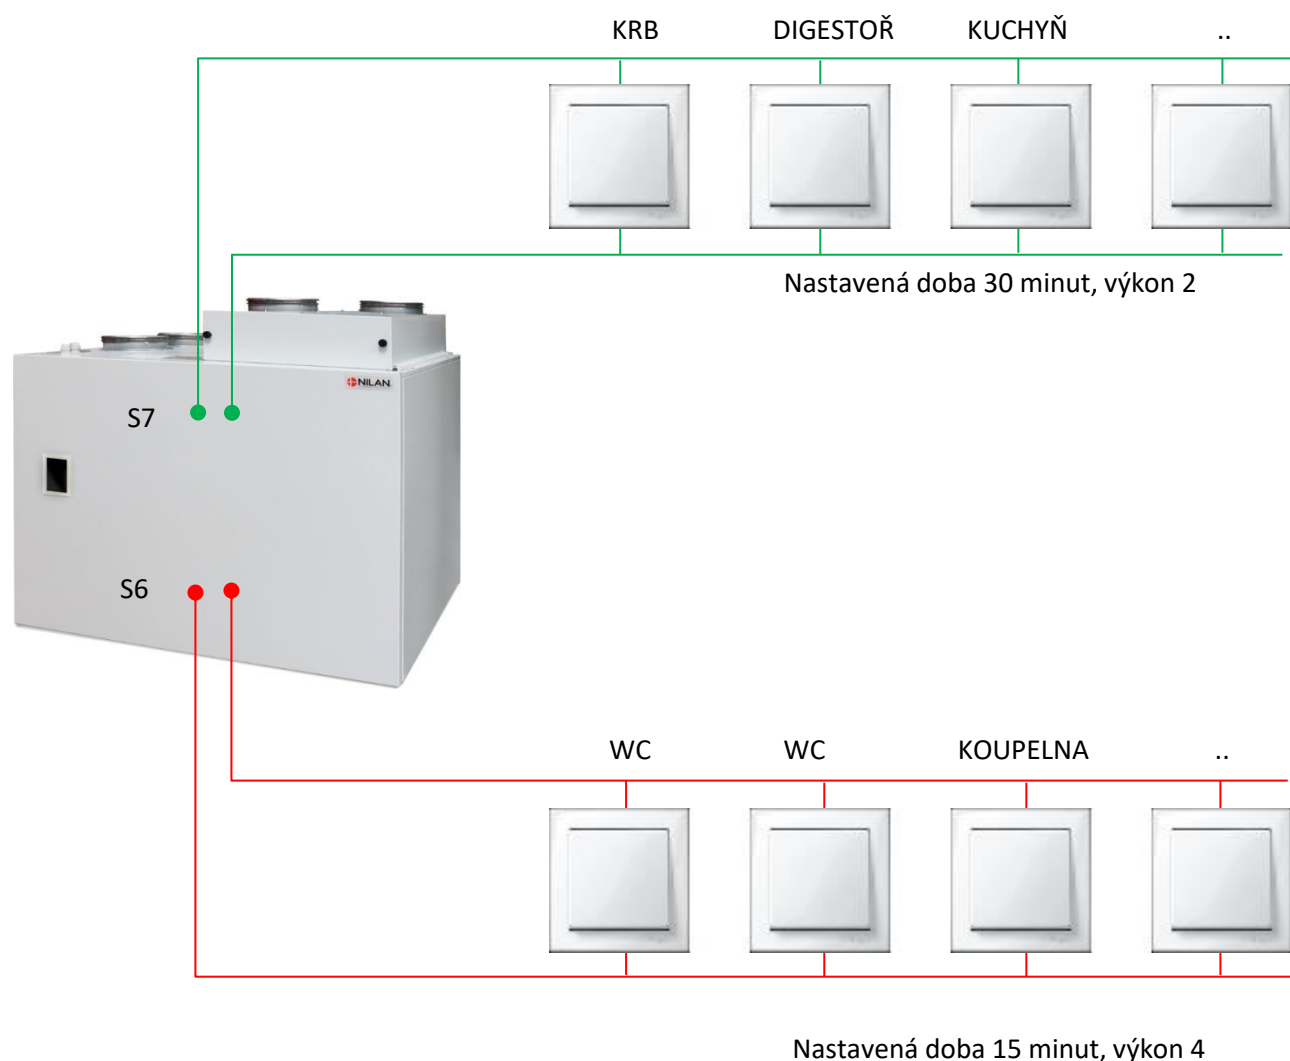 KRB DIGESTOŘ KUCHYŇ ..
Nastavená doba 30 minut, výkon 2
NILAN
S7
S6
WC WC KOUPELNA ..
Nastavená doba 15 minut, výkon 4